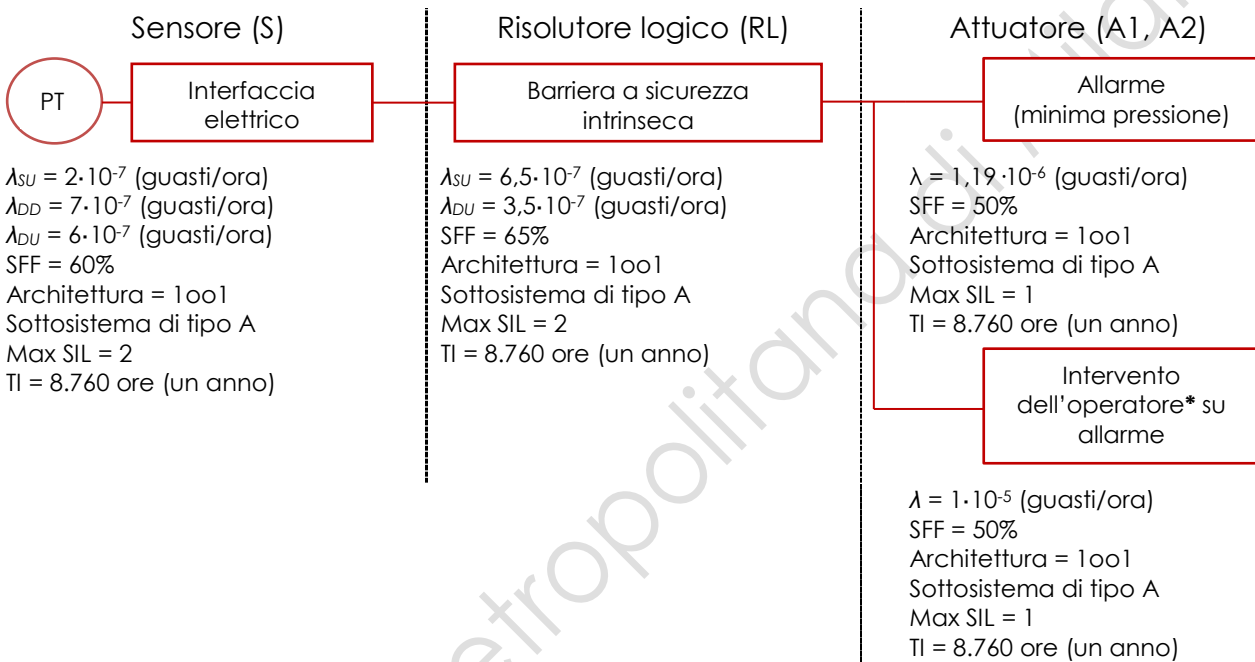 Sensore (S)
PT
Interfaccia
elettrico
λSU = 2·10-7 (guasti/ora)
λDD = 7·10-7 (guasti/ora)
λDU = 6·10-7 (guasti/ora)
SFF = 60%
Architettura = 1oo1
Sottosistema di tipo A
Max SIL = 2
TI = 8.760 ore (un anno)
Risolutore logico (RL)
Barriera a sicurezza
intrinseca
λSU = 6,5·10-7 (guasti/ora)
λDU = 3,5·10-7 (guasti/ora)
SFF = 65%
Architettura = 1oo1
Sottosistema di tipo A
Max SIL = 2
TI = 8.760 ore (un anno)
Attuatore (A1, A2)
Allarme
(minima pressione)
λ = 1,19 ·10-6 (guasti/ora)
SFF = 50%
Architettura = 1oo1
Sottosistema di tipo A
Max SIL = 1
TI = 8.760 ore (un anno)
Intervento
dell’operatore* su
allarme
λ = 1·10-5 (guasti/ora)
SFF = 50%
Architettura = 1oo1
Sottosistema di tipo A
Max SIL = 1
TI = 8.760 ore (un anno)